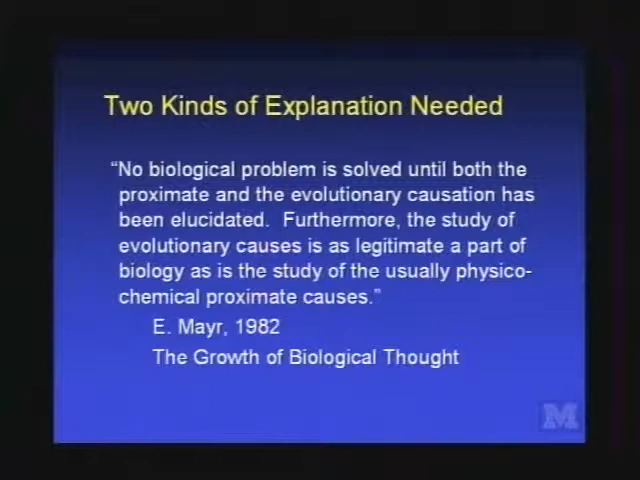 Two Kinds of Explanation Needed
“No biological problem is solved until both the
proximate and the evolutionary causation has
been elucidated.  Furthermore, the study of
evolutionary causes is as legitimate a part of
biology as is the study of the usually physico-
chemical proximate causes.”
E. Mayr, 1982
The Growth of Biological Thought
M